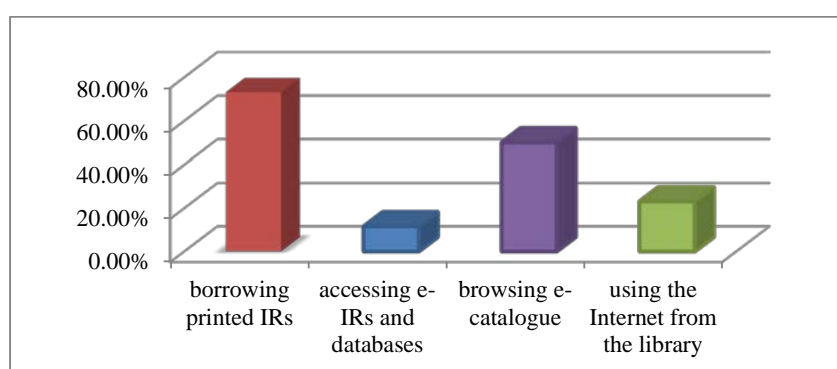 80.00%
60.00%
40.00%
20.00%
0.00%
borrowing
printed IRs
accessing e-
IRs and
databases
browsing e-
catalogue
using the
Internet from
the library